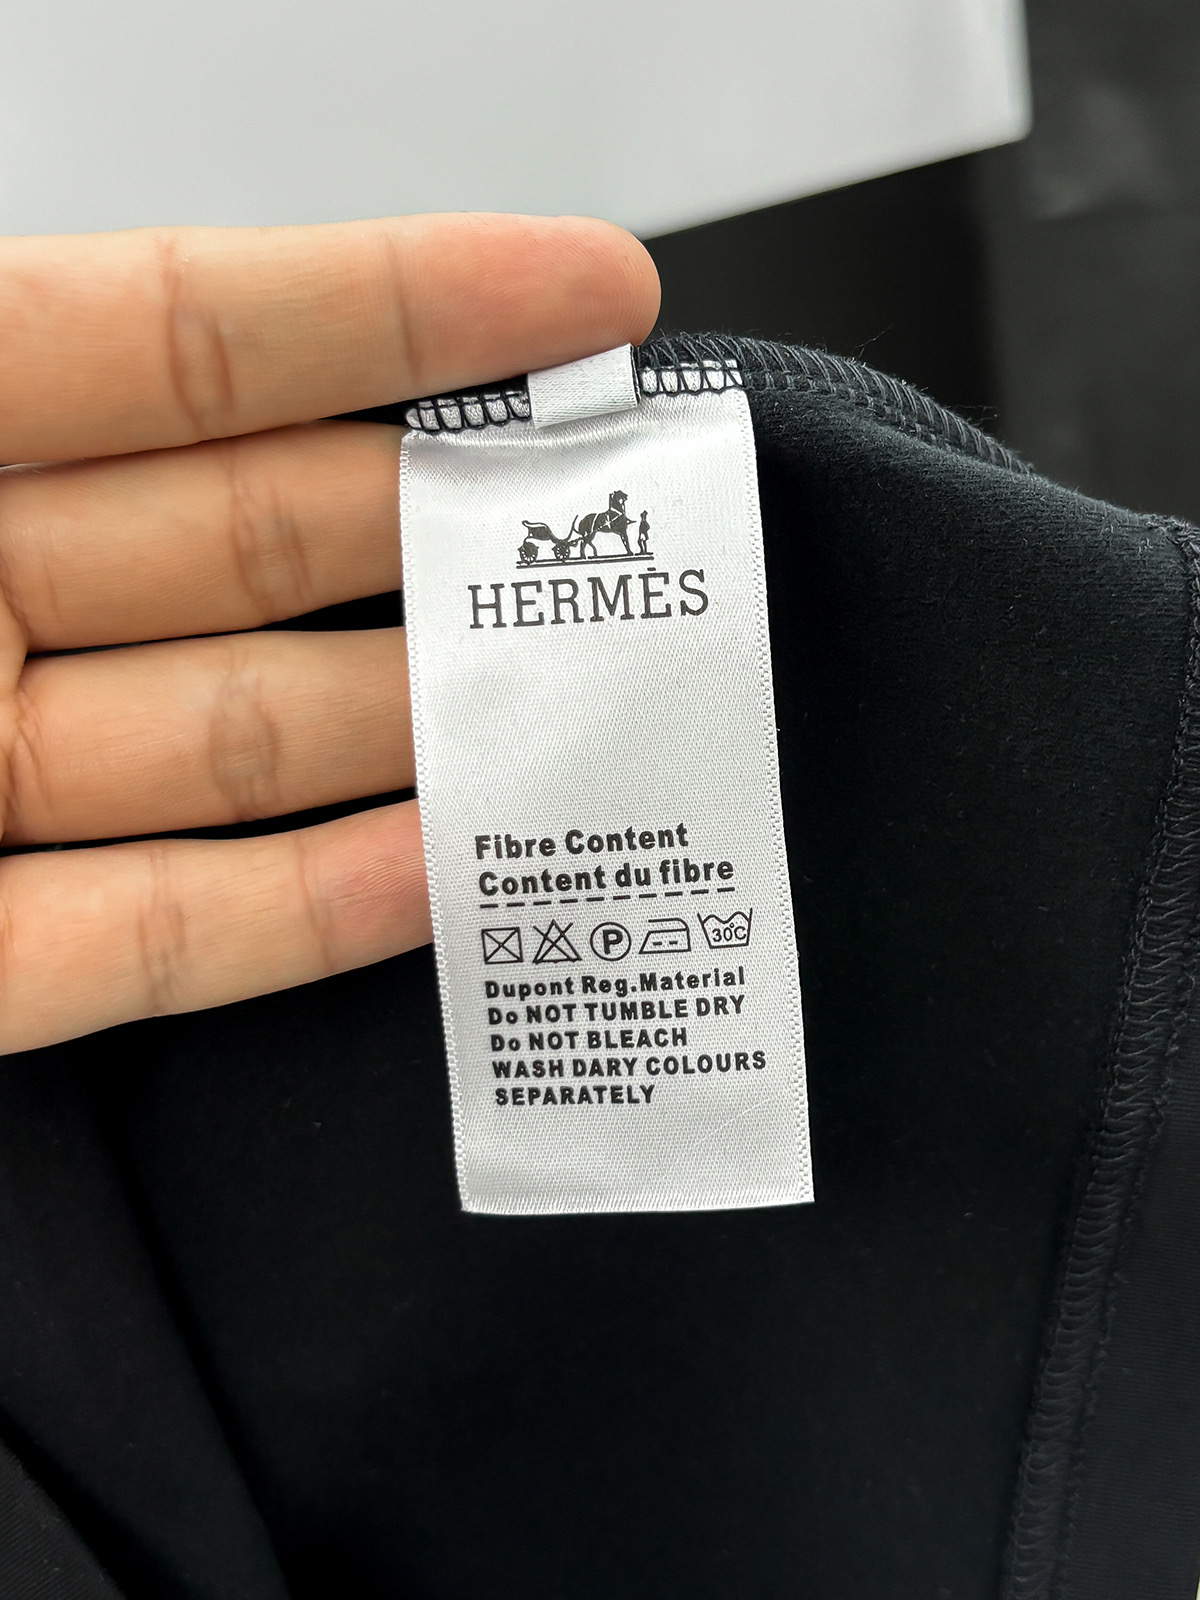 HERMÈS
Fibre Content
Content du fibre
P
30°C
Dupont Reg.Material
Do NOT TUMBLE DRY
Do NOT BLEACH
WASH DARY COLOURS
SEPARATELY